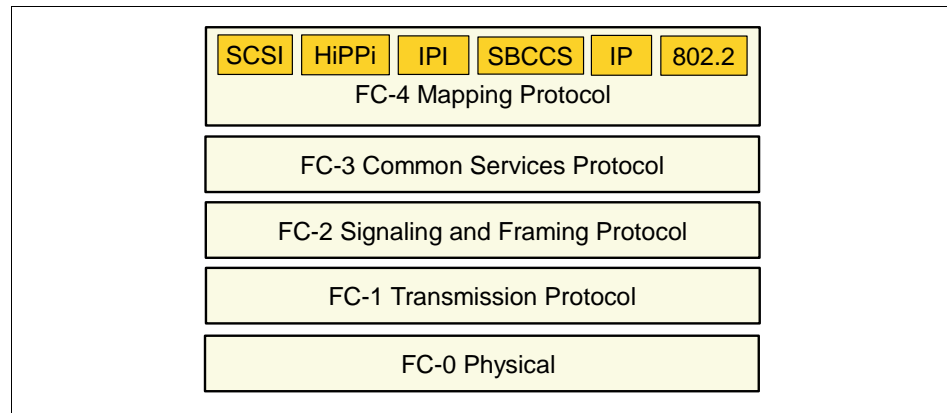 SCSI HiPPi IPI SBCCS IP 802.2
FC-4 Mapping Protocol
FC-3 Common Services Protocol
FC-2 Signaling and Framing Protocol
FC-1 Transmission Protocol
FC-0 Physical